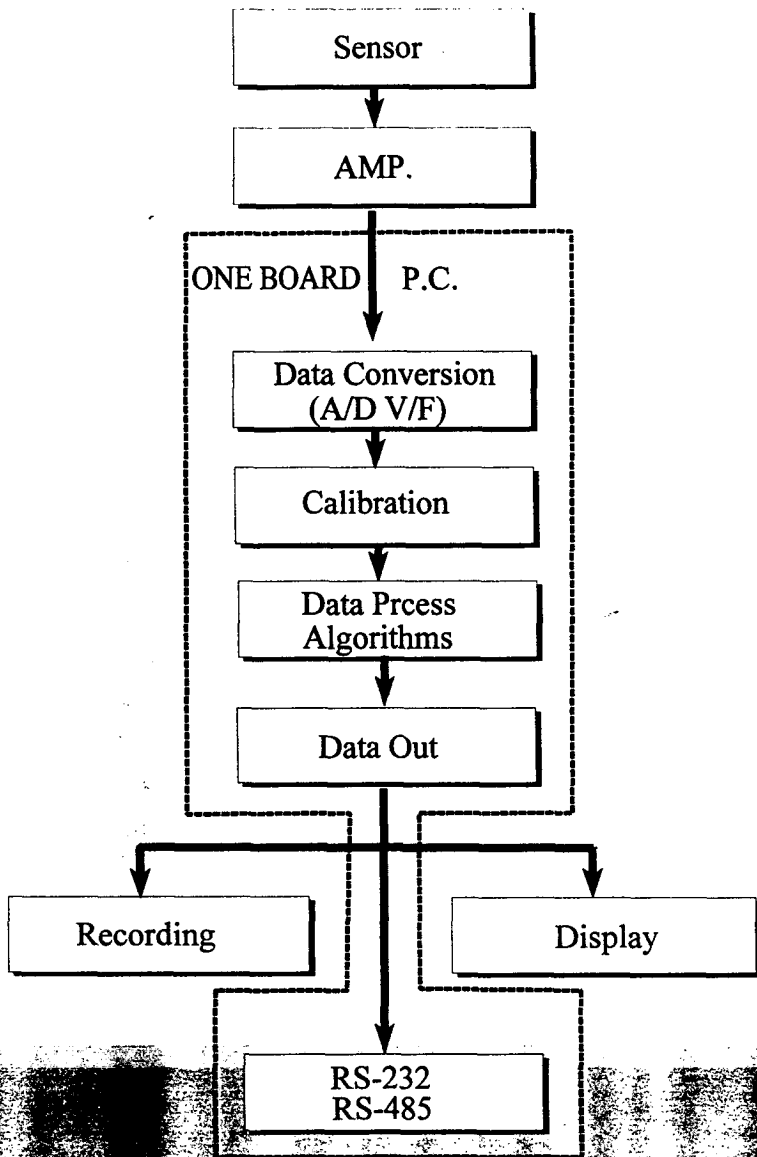 Sensor
AMP.
ONE BOARD P.C.
Data Conversion
(A/D V/F)
Calibration
Data Prcess
Algorithms
Data Out
Recording
Display
RS-232
RS-485